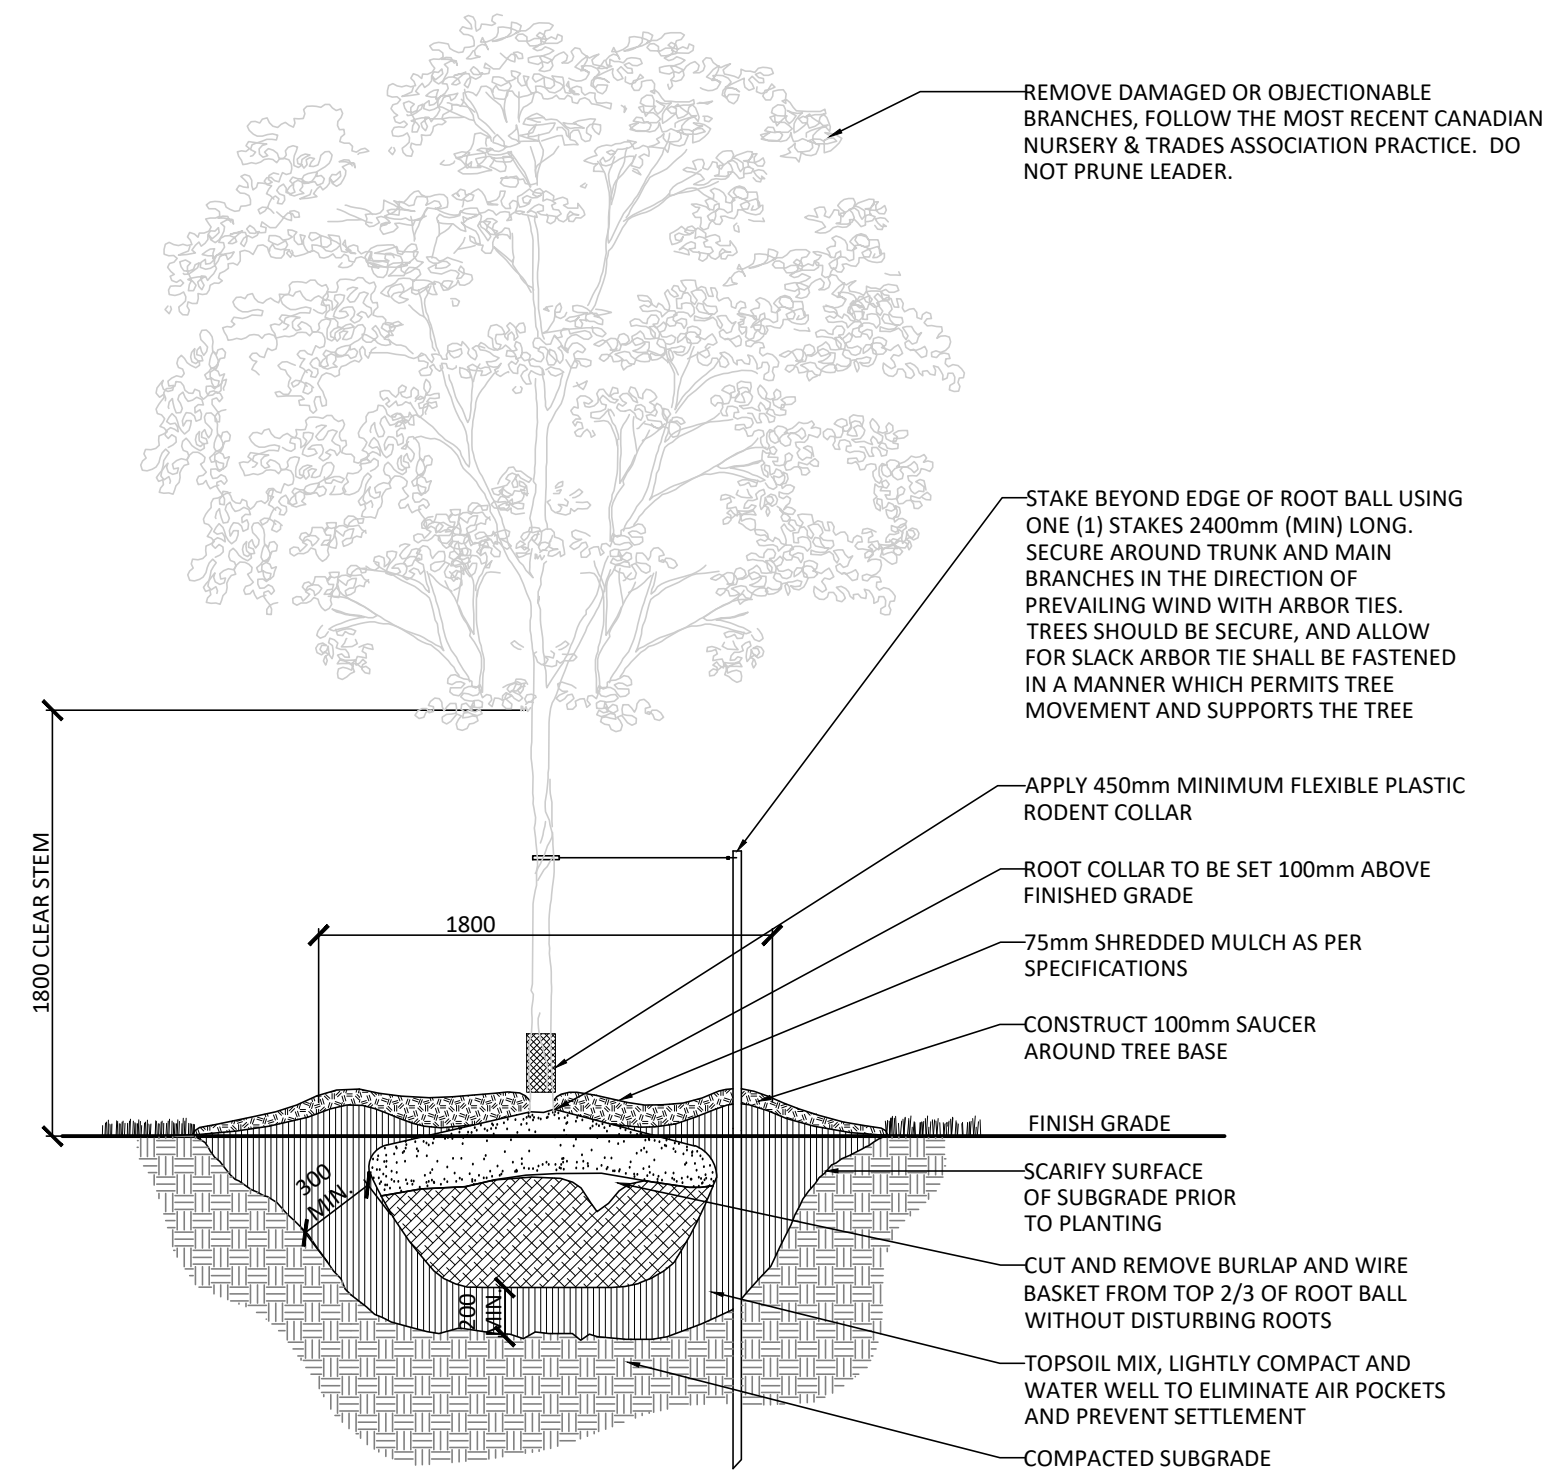 REMOVE DAMAGED OR OBJECTIONABLE
BRANCHES, FOLLOW THE MOST RECENT CANADIAN
NURSERY & TRADES ASSOCIATION PRACTICE. DO
NOT PRUNE LEADER.
STAKE BEYOND EDGE OF ROOT BALL USING
ONE (1) STAKES 2400mm (MIN) LONG.
SECURE AROUND TRUNK AND MAIN
BRANCHES IN THE DIRECTION OF
PREVAILING WIND WITH ARBOR TIES.
TREES SHOULD BE SECURE, AND ALLOW
FOR SLACK ARBOR TIE SHALL BE FASTENED
IN A MANNER WHICH PERMITS TREE
MOVEMENT AND SUPPORTS THE TREE
APPLY 450mm MINIMUM FLEXIBLE PLASTIC
RODENT COLLAR
ROOT COLLAR TO BE SET 100mm ABOVE
FINISHED GRADE
75mm SHREDDED MULCH AS PER
SPECIFICATIONS
CONSTRUCT 100mm SAUCER
AROUND TREE BASE
FINISH GRADE
SCARIFY SURFACE
OF SUBGRADE PRIOR
TO PLANTING
CUT AND REMOVE BURLAP AND WIRE
BASKET FROM TOP 2/3 OF ROOT BALL
WITHOUT DISTURBING ROOTS
TOPSOIL MIX, LIGHTLY COMPACT AND
WATER WELL TO ELIMINATE AIR POCKETS
AND PREVENT SETTLEMENT
COMPACTED SUBGRADE
1800 CLEAR STEM
1800
300
MIN.
200
MIN.